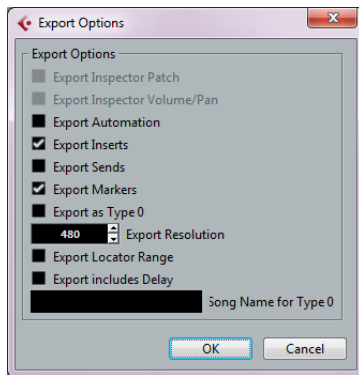 Export Options
Export Options
Export Inspector Patch
Export Inspector Volume/Pan
Export Automation
Export Inserts
Export Sends
Export Markers
Export as Type 0
480 Export Resolution
Export Locator Range
Export includes Delay
Song Name for Type 0
OK Cancel